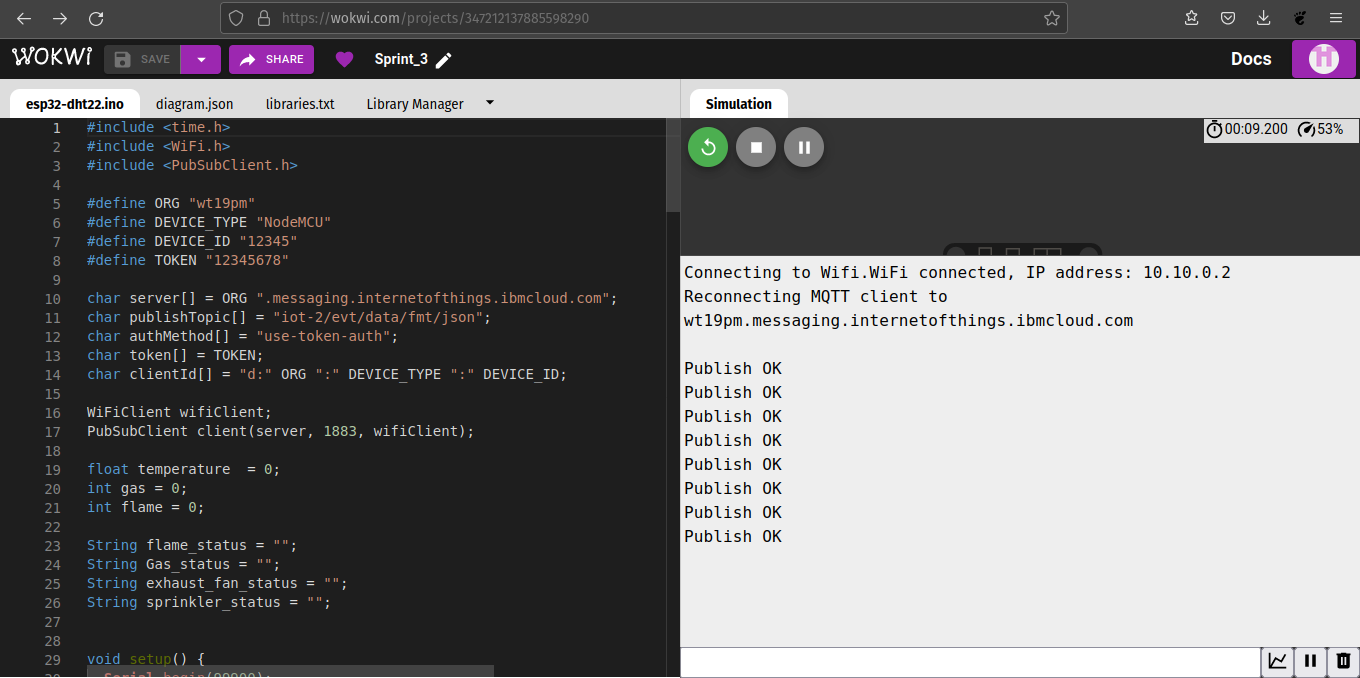 https://wokwi.com/projects/347212137885598290
WOKWi
SAVE
SHARE
Sprint_3
Docs
esp32-dht22.ino
diagram.json
libraries.txt
Library Manager
Simulation
1 #include <time.h>
2 #include <WiFi.h>
3 #include <PubSubClient.h>
4
5 #define ORG "wt19pm"
6 #define DEVICE_TYPE "NodeMCU"
7 #define DEVICE_ID "12345"
8 #define TOKEN "12345678"
9
10 char server[] = ORG ".messaging.internetofthings.ibmcloud.com";
11 char publishTopic[] = "iot-2/evt/data/fmt/json";
12 char authMethod[] = "use-token-auth";
13 char token[] = TOKEN;
14 char clientId[] = "d:" ORG ":" DEVICE_TYPE ":" DEVICE_ID;
15
16 WiFiClient wifiClient;
17 PubSubClient client(server, 1883, wifiClient);
18
19 float temperature  = 0;
20 int gas = 0;
21 int flame = 0;
22
23 String flame_status = "";
24 String Gas_status = "";
25 String exhaust_fan_status = "";
26 String sprinkler_status = "";
27
28
29 void setup() {
00:09.200
53%
Connecting to Wifi.WiFi connected, IP address: 10.10.0.2
Reconnecting MQTT client to
wt19pm.messaging.internetofthings.ibmcloud.com
Publish OK
Publish OK
Publish OK
Publish OK
Publish OK
Publish OK
Publish OK
Publish OK